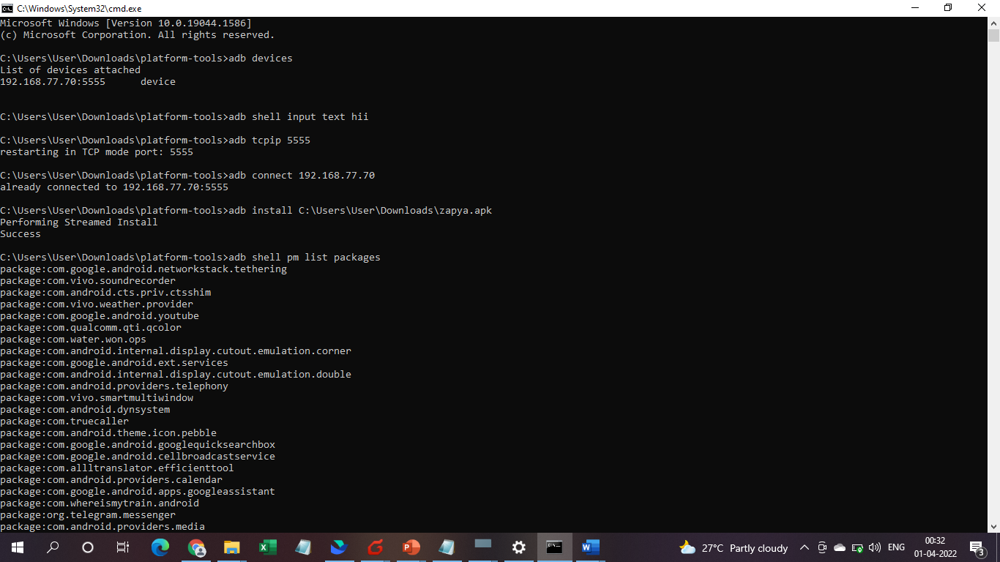 C:\Windows\System32\cmd.exe
Microsoft Windows [Version 10.0.19044.1586]
(c) Microsoft Corporation. All rights reserved.
C:\Users\User\Downloads\platform-tools>adb devices
List of devices attached
192.168.77.70:5555      device
C:\Users\User\Downloads\platform-tools>adb shell input text hii
C:\Users\User\Downloads\platform-tools>adb tcpip 5555
restarting in TCP mode port: 5555
C:\Users\User\Downloads\platform-tools>adb connect 192.168.77.70
already connected to 192.168.77.70:5555
C:\Users\User\Downloads\platform-tools>adb install C:\Users\User\Downloads\zapya.apk
Performing Streamed Install
Success
C:\Users\User\Downloads\platform-tools>adb shell pm list packages
package:com.google.android.networkstack.tethering
package:com.vivo.soundrecorder
package:com.android.cts.priv.ctsshim
package:com.vivo.weather.provider
package:com.google.android.youtube
package:com.qualcomm.qti.qcolor
package:com.water.won.ops
package:com.android.internal.display.cutout.emulation.corner
package:com.google.android.ext.services
package:com.android.internal.display.cutout.emulation.double
package:com.android.providers.telephony
package:com.vivo.smartmultiwindow
package:com.android.dynsystem
package:com.truecaller
package:com.android.theme.icon.pebble
package:com.google.android.googlequicksearchbox
package:com.google.android.cellbroadcastservice
package:com.allltranslator.efficienttool
package:com.android.providers.calendar
package:com.google.android.apps.googleassistant
package:com.whereismytrain.android
package:org.telegram.messenger
package:com.android.providers.media
27°C Partly cloudy
ENG
00:32
01-04-2022
3